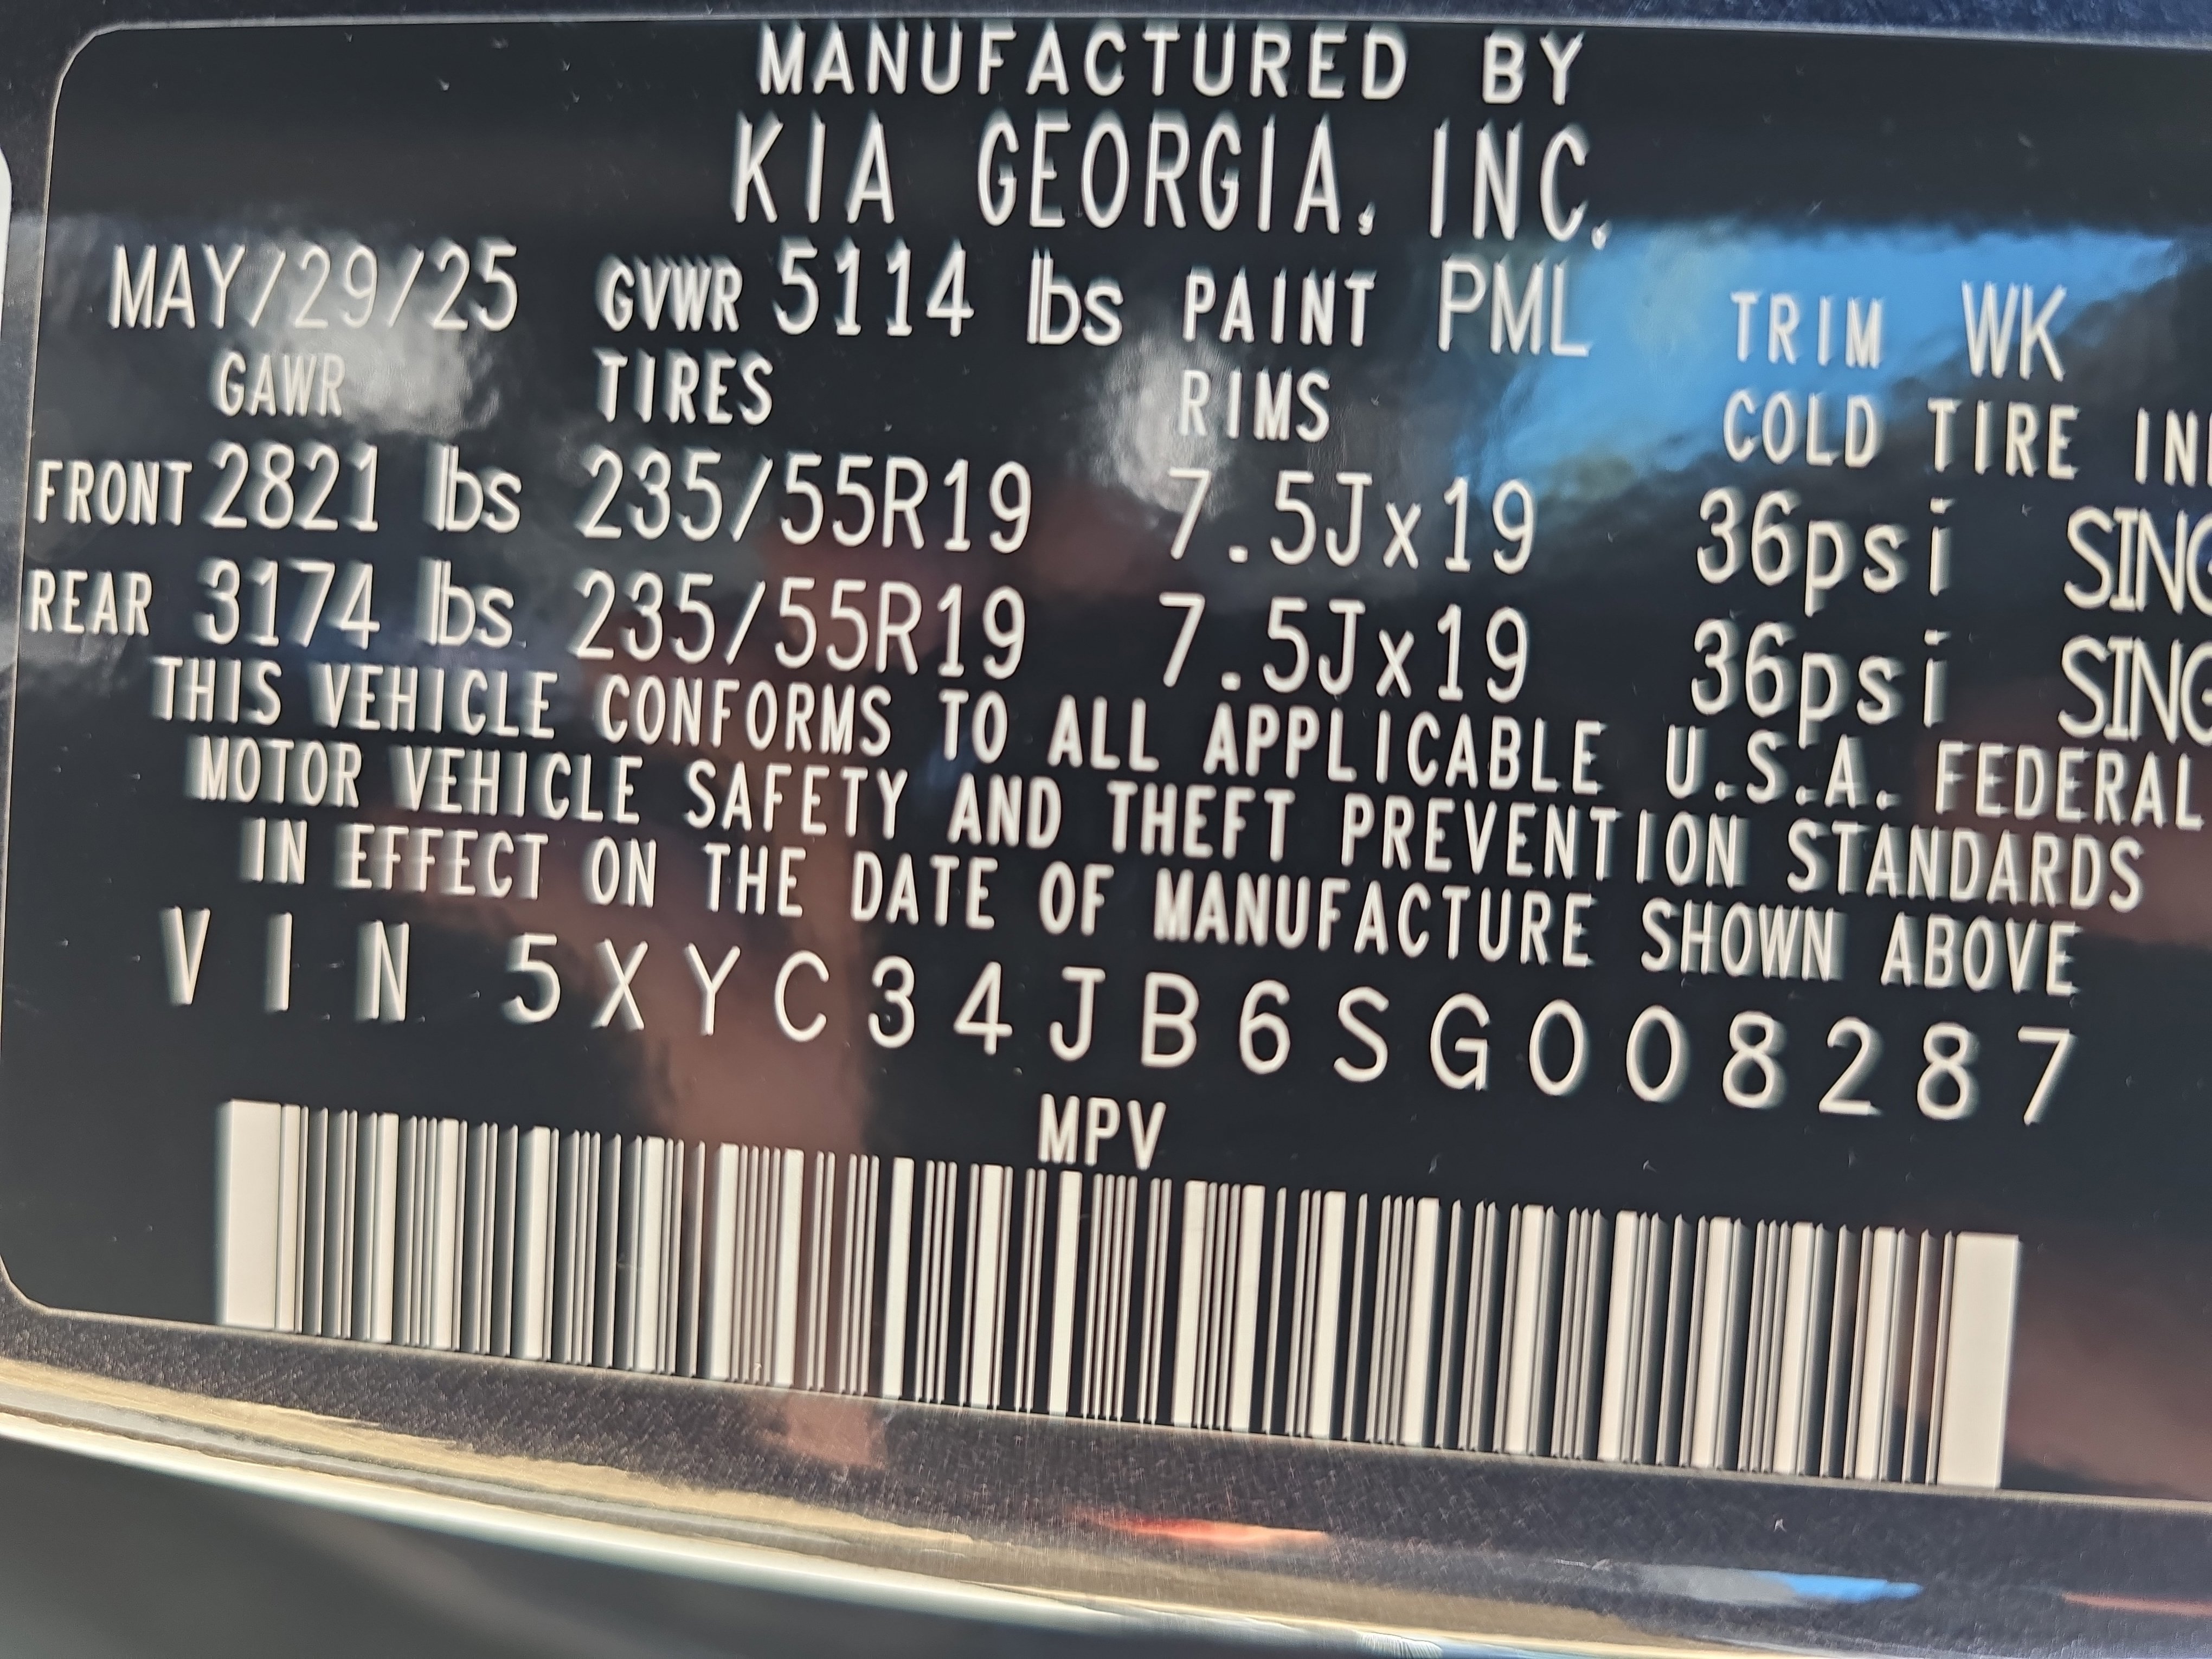 MANUFACTURED BY
KIA GEORGIA, INC.
MAY/29/25 GVWR 5114 lbs PAINT PML TRIM WK
GAWR TIRES RIMS COLD TIRE
FRONT 2821 lbs 235/55R19 7.5Jx19 36psi
REAR 3174 lbs 235/55R19 7.5Jx19 36psi
THIS VEHICLE CONFORMS TO ALL APPLICABLE U.S.A. FEDERAL
MOTOR VEHICLE SAFETY AND THEFT PREVENTION STANDARDS
IN EFFECT ON THE DATE OF MANUFACTURE SHOWN ABOVE
VIN 5XYC34JB6SG008287
MPV